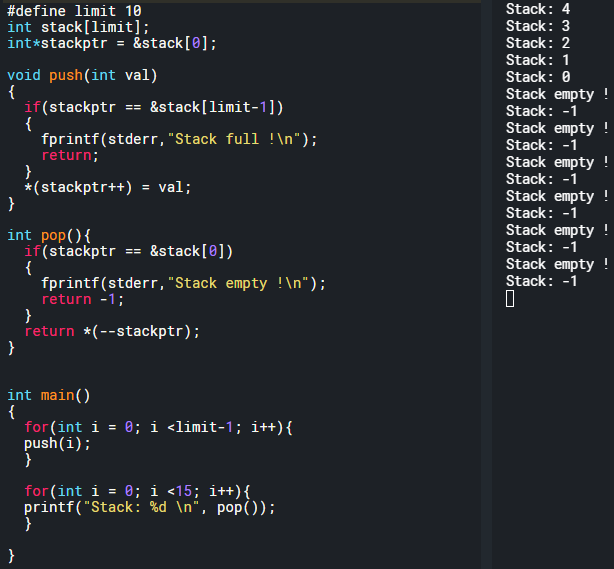 #define limit 10
int stack[limit];
int*stackptr = &stack[0];
void push(int val)
{
if(stackptr == &stack[limit-1])
{
fprintf(stderr,"Stack full !\n");
return;
}
*(stackptr++) = val;
}
int pop(){
if(stackptr == &stack[0])
{
fprintf(stderr,"Stack empty !\n");
return -1;
}
return *(--stackptr);
}
int main()
{
for(int i = 0; i <limit-1; i++){
push(i);
}
for(int i = 0; i <15; i++){
printf("Stack: %d \n", pop());
}
}
Stack: 4
Stack: 3
Stack: 2
Stack: 1
Stack: 0
Stack empty !
Stack: -1
Stack empty !
Stack: -1
Stack empty !
Stack: -1
Stack empty !
Stack: -1
Stack empty !
Stack: -1
Stack empty !
Stack: -1